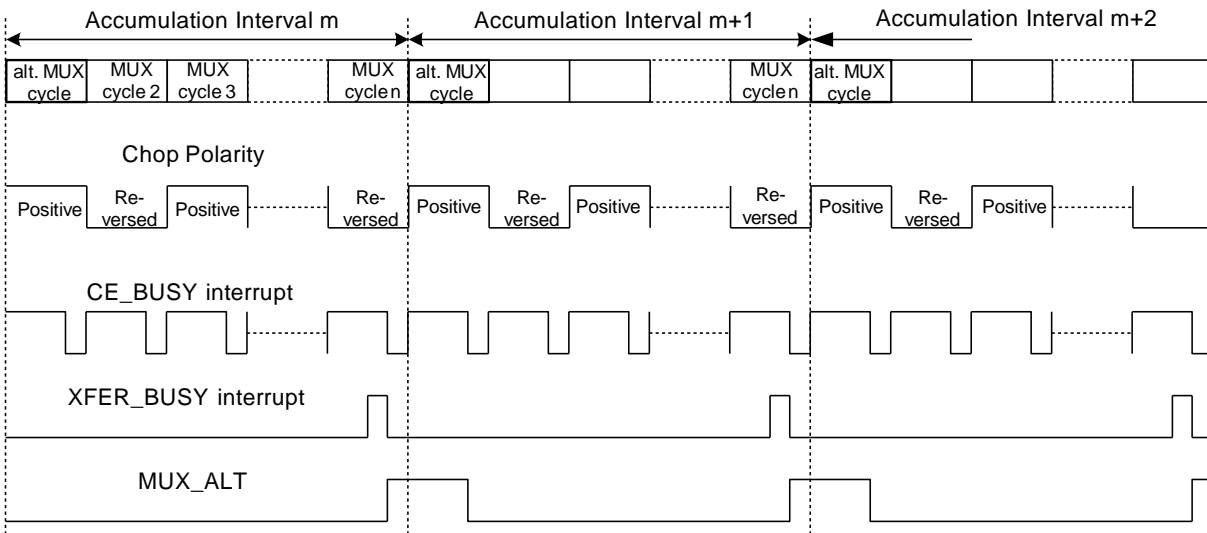 Accumulation Interval m Accumulation Interval m+1 Accumulation Interval m+2
alt. MUX MUX MUX MUX alt. MUX MUX alt. MUX
cycle cycle 2 cycle 3 cycle n cycle cycle n cycle
Chop Polarity
Positive Re- Positive Re- Positive Re- Positive Re- Positive Re- Positive
versed versed versed versed versed
CE_BUSY interrupt
XFER_BUSY interrupt
MUX_ALT